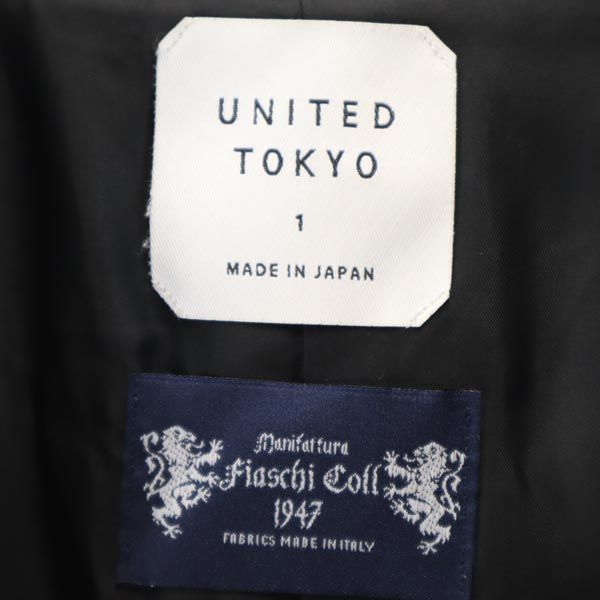 UNITED
TOKYO
1
MADE IN JAPAN
Manifattura
Fiaschi Coll
1947
FABRICS MADE IN ITALY